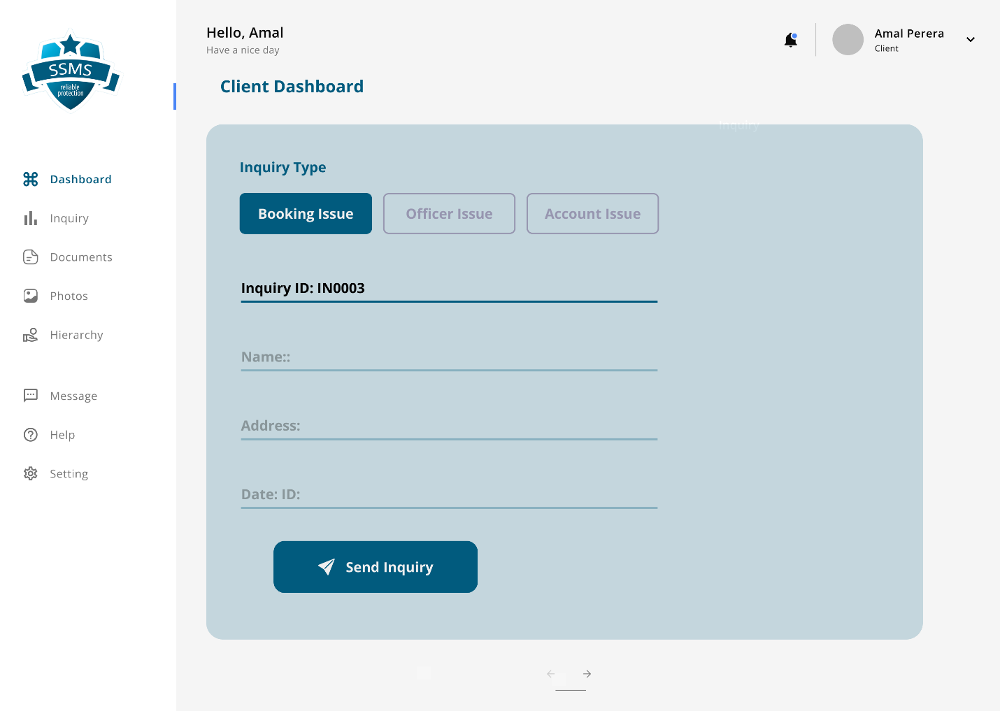 SSMS
reliable
protection
Hello, Amal
Have a nice day
Amal Perera
Client
Client Dashboard
Inquiry
Dashboard
Inquiry
Documents
Photos
Hierarchy
Message
Help
Setting
Inquiry Type
Booking Issue
Officer Issue
Account Issue
Inquiry ID: IN0003
Name::
Address:
Date: ID:
Send Inquiry